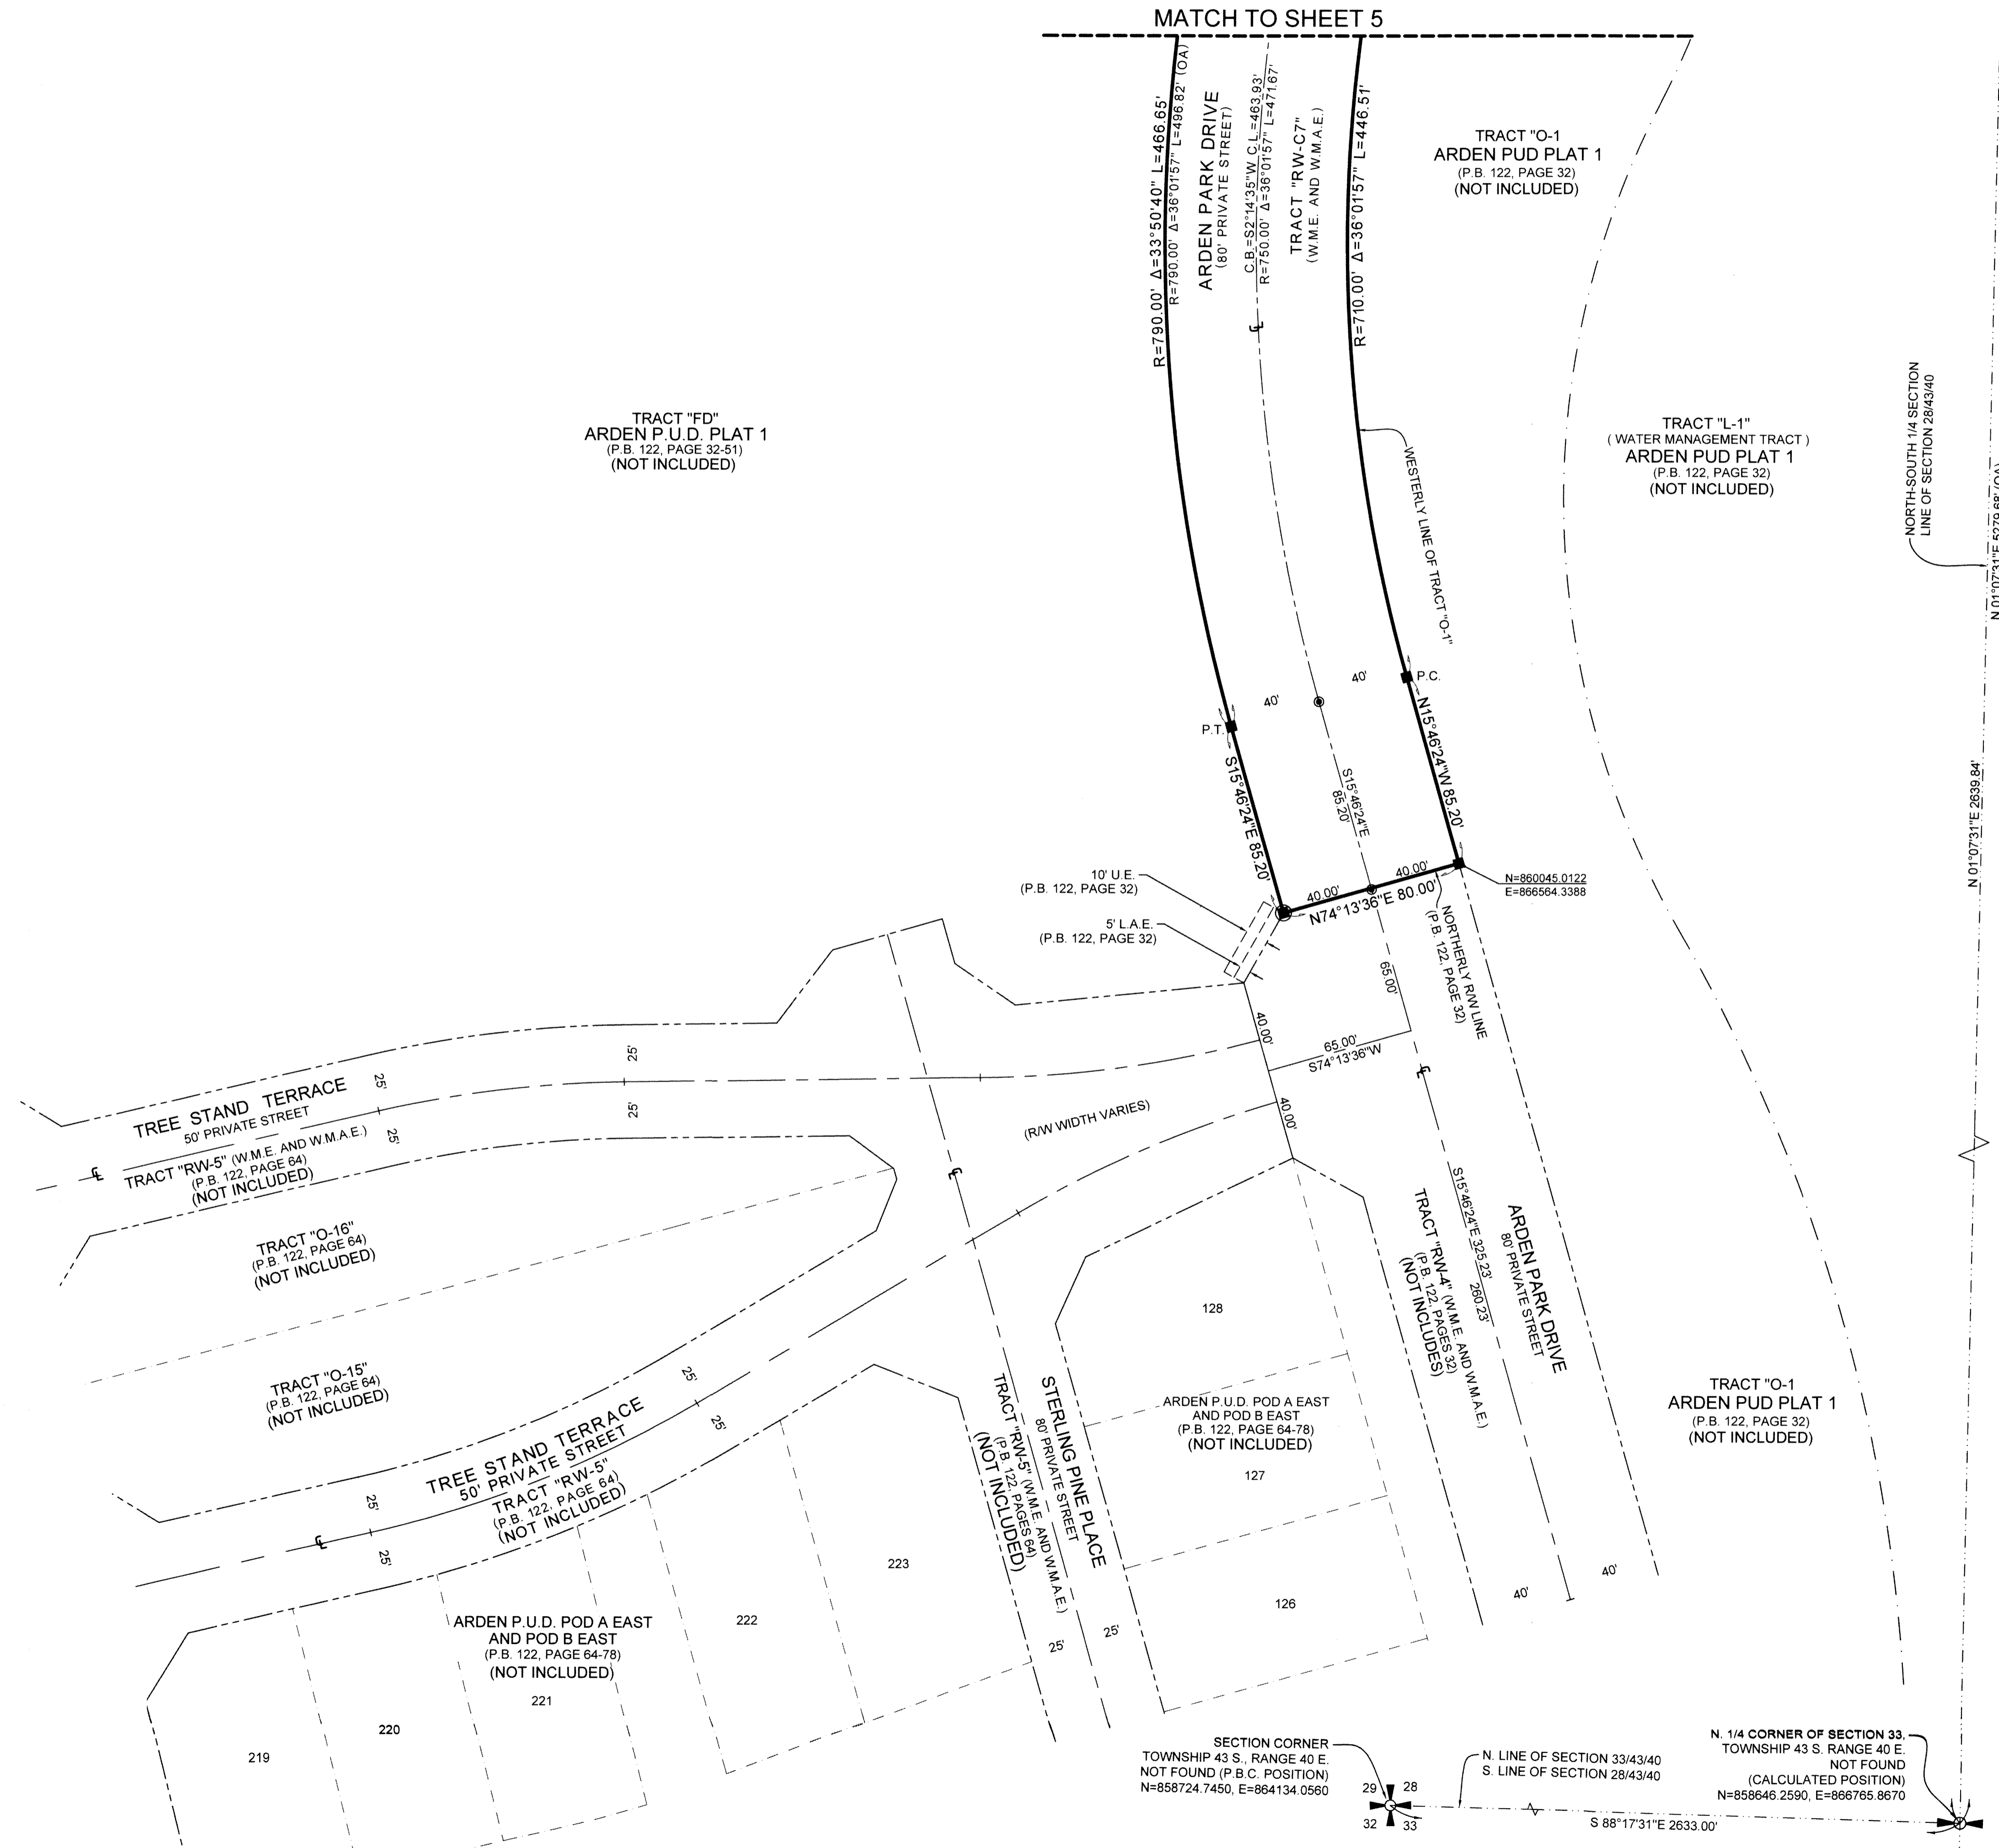 MATCH TO SHEET 5
R=790.00' Δ=33°50'40" L=466.65'
R=790.00' Δ=36°01'57" L=496.82' (OA)
ARDEN PARK DRIVE
(80' PRIVATE STREET)
C.B.=S2°14'35"W C.L.=463.93'
R=750.00' Δ=36°01'57" L=471.67'
TRACT "RW-C7"
(W.M.E. AND W.M.A.E.)
R=710.00' Δ=36°01'57" L=446.51'
TRACT "O-1
ARDEN PUD PLAT 1
(P.B. 122, PAGE 32)
(NOT INCLUDED)
TRACT "FD"
ARDEN P.U.D. PLAT 1
(P.B. 122, PAGE 32-51)
(NOT INCLUDED)
WESTERLY LINE OF TRACT "O-1"
TRACT "L-1"
( WATER MANAGEMENT TRACT )
ARDEN PUD PLAT 1
(P.B. 122, PAGE 32)
(NOT INCLUDED)
NORTH-SOUTH 1/4 SECTION
LINE OF SECTION 28/43/40
N 01°07'31"E 5279.68' (OA)
N 01°07'31"E 2639.84'
40'
40'
P.C.
P.T.
S15°46'24"E 85.20'
S15°46'24"E
85.20'
N15°46'24"W 85.20'
40.00'
40.00'
N74°13'36"E 80.00'
N=860045.0122
E=866564.3388
10' U.E.
(P.B. 122, PAGE 32)
5' L.A.E.
(P.B. 122, PAGE 32)
NORTHERLY R/W LINE
(P.B. 122, PAGE 32)
65.00'
40.00'
65.00'
S74°13'36"W
40.00'
(R/W WIDTH VARIES)
25'
25'
25'
25'
TREE STAND TERRACE
50' PRIVATE STREET
TRACT "RW-5" (W.M.E. AND W.M.A.E.)
(P.B. 122, PAGE 64)
(NOT INCLUDED)
TRACT "O-16"
(P.B. 122, PAGE 64)
(NOT INCLUDED)
TRACT "O-15"
(P.B. 122, PAGE 64)
(NOT INCLUDED)
25'
25'
TREE STAND TERRACE
50' PRIVATE STREET
TRACT "RW-5"
(P.B. 122, PAGE 64)
(NOT INCLUDED)
25'
25'
STERLING PINE PLACE
80' PRIVATE STREET
TRACT "RW-5" (W.M.E. AND W.M.A.E.)
(P.B. 122, PAGES 64)
(NOT INCLUDED)
25'
25'
128
ARDEN P.U.D. POD A EAST
AND POD B EAST
(P.B. 122, PAGE 64-78)
(NOT INCLUDED)
127
126
S15°46'24"E 325.23'
260.23'
TRACT "RW-4" (W.M.E. AND W.M.A.E.)
(P.B. 122, PAGES 32)
(NOT INCLUDES)
ARDEN PARK DRIVE
80' PRIVATE STREET
40'
40'
TRACT "O-1
ARDEN PUD PLAT 1
(P.B. 122, PAGE 32)
(NOT INCLUDED)
223
222
ARDEN P.U.D. POD A EAST
AND POD B EAST
(P.B. 122, PAGE 64-78)
(NOT INCLUDED)
221
220
219
SECTION CORNER
TOWNSHIP 43 S., RANGE 40 E.
NOT FOUND (P.B.C. POSITION)
N=858724.7450, E=864134.0560
29 28
32 33
N. LINE OF SECTION 33/43/40
S. LINE OF SECTION 28/43/40
S 88°17'31"E 2633.00'
N. 1/4 CORNER OF SECTION 33,
TOWNSHIP 43 S. RANGE 40 E.
NOT FOUND
(CALCULATED POSITION)
N=858646.2590, E=866765.8670